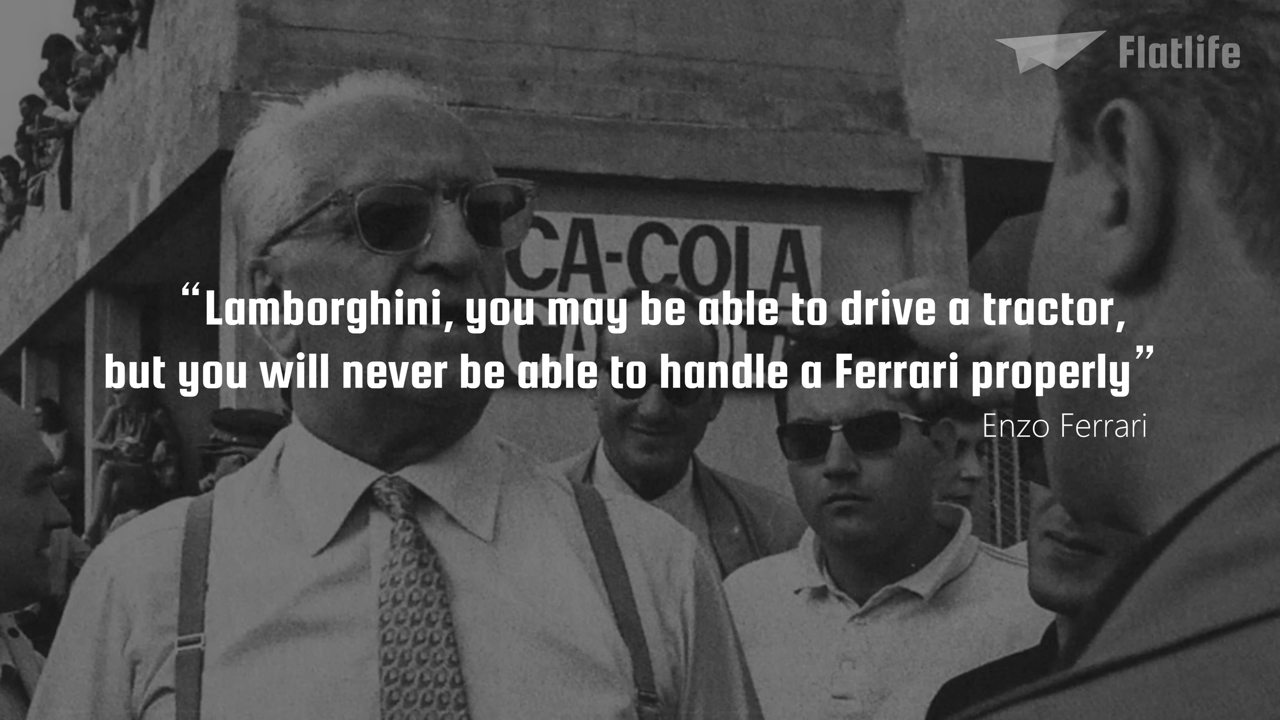 Flatlife
CA-COLA
“Lamborghini, you may be able to drive a tractor,
but you will never be able to handle a Ferrari properly”
Enzo Ferrari